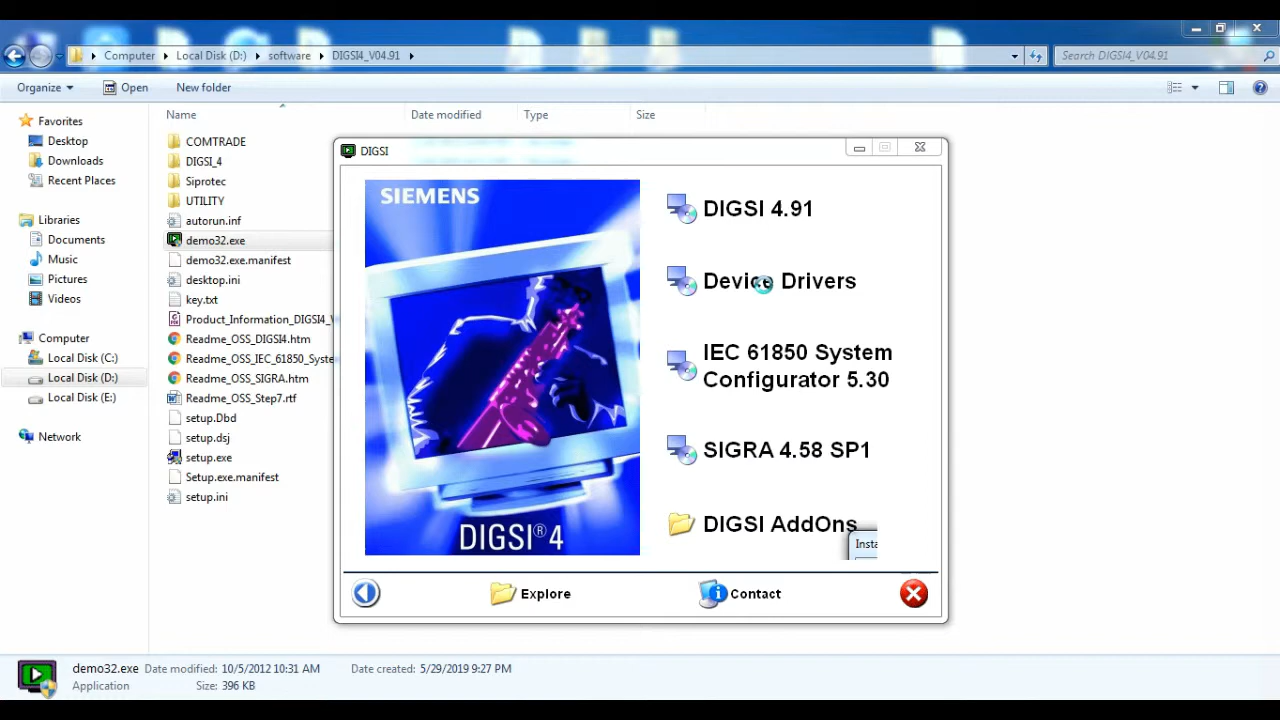 Computer
Local Disk (D:)
software
DIGSI4_V04.91
Search DIGSI4_V04.91
Organize
Open
New folder
Name
Date modified
Type
Size
Favorites
Desktop
Downloads
Recent Places
Libraries
Documents
Music
Pictures
Videos
Computer
Local Disk (C:)
Local Disk (D:)
Local Disk (E:)
Network
COMTRADE
DIGSI_4
Siprotec
UTILITY
autorun.inf
demo32.exe
demo32.exe.manifest
desktop.ini
key.txt
Product_Information_DIGSI4_V
Readme_OSS_DIGSI4.htm
Readme_OSS_IEC_61850_Syste
Readme_OSS_SIGRA.htm
Readme_OSS_Step7.rtf
setup.Dbd
setup.dsj
setup.exe
Setup.exe.manifest
setup.ini
DIGSI
SIEMENS
DIGSI®4
DIGSI 4.91
Device Drivers
IEC 61850 System
Configurator 5.30
SIGRA 4.58 SP1
DIGSI AddOns
Insta
Explore
Contact
demo32.exe
Date modified: 10/5/2012 10:31 AM
Date created: 5/29/2019 9:27 PM
Application
Size: 396 KB